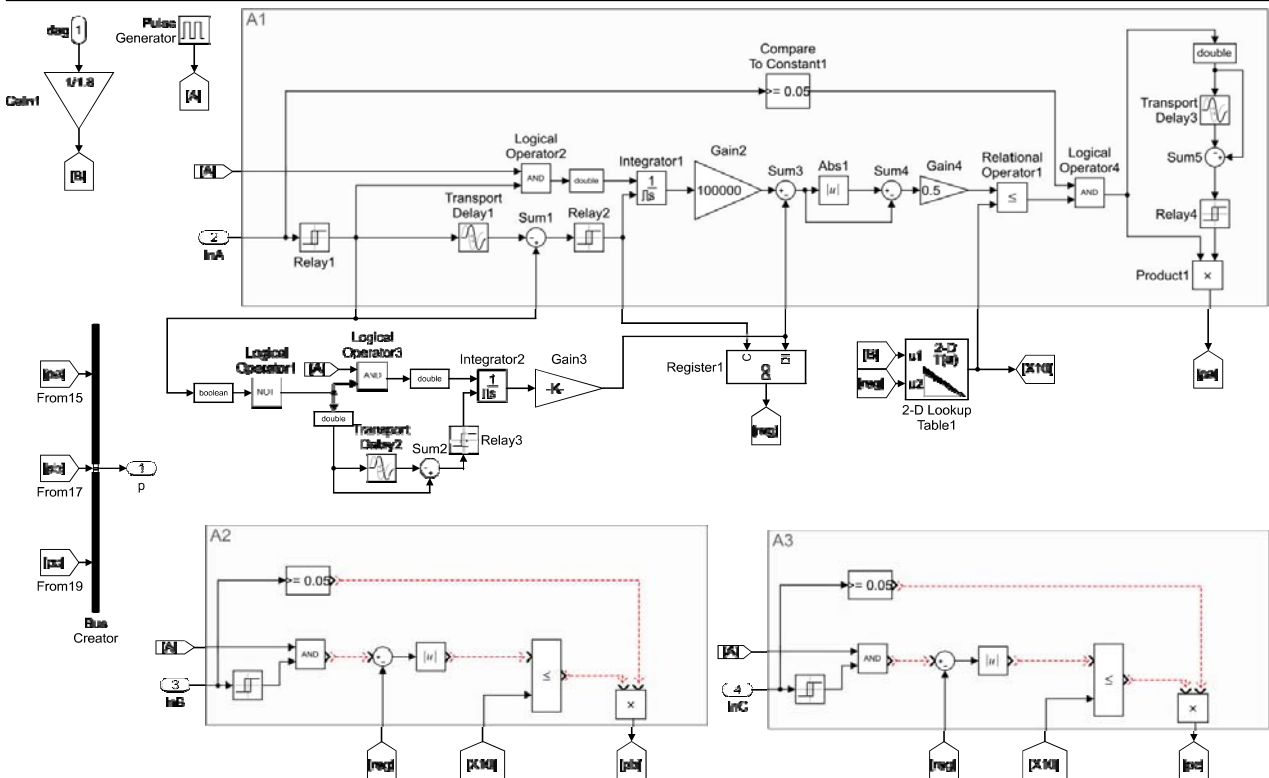 dag
1
1/1.8
Gain1
[B]
Pulse
Generator
[A]
A1
Compare
To Constant1
>= 0.05
[A]
Logical
Operator2
AND
double
Integrator1
1
Gain2
100000
Sum3
Abs1
|u|
Sum4
Gain4
0.5
Relational
Operator1
≤
Logical
Operator4
AND
double
Transport
Delay3
Sum5
Relay4
Product1
×
2
InA
Relay1
Transport
Delay1
Sum1
Relay2
[pa]
From15
[pb]
From17
[pc]
From19
Bus
Creator
1
p
boolean
Logical
Operator1
NOT
[A]
Logical
Operator3
AND
double
double
Transport
Delay2
Sum2
Relay3
Integrator2
1
Gain3
-K-
Register1
C
DI
DO
[reg]
[B]
[reg]
u1
u2
2-D
T(u)
2-D Lookup
Table1
[X10]
[pa]
A2
>= 0.05
[A]
3
InB
AND
|u|
≤
×
[reg]
[X10]
[pb]
A3
>= 0.05
[A]
4
InC
AND
|u|
≤
×
[reg]
[X10]
[pc]